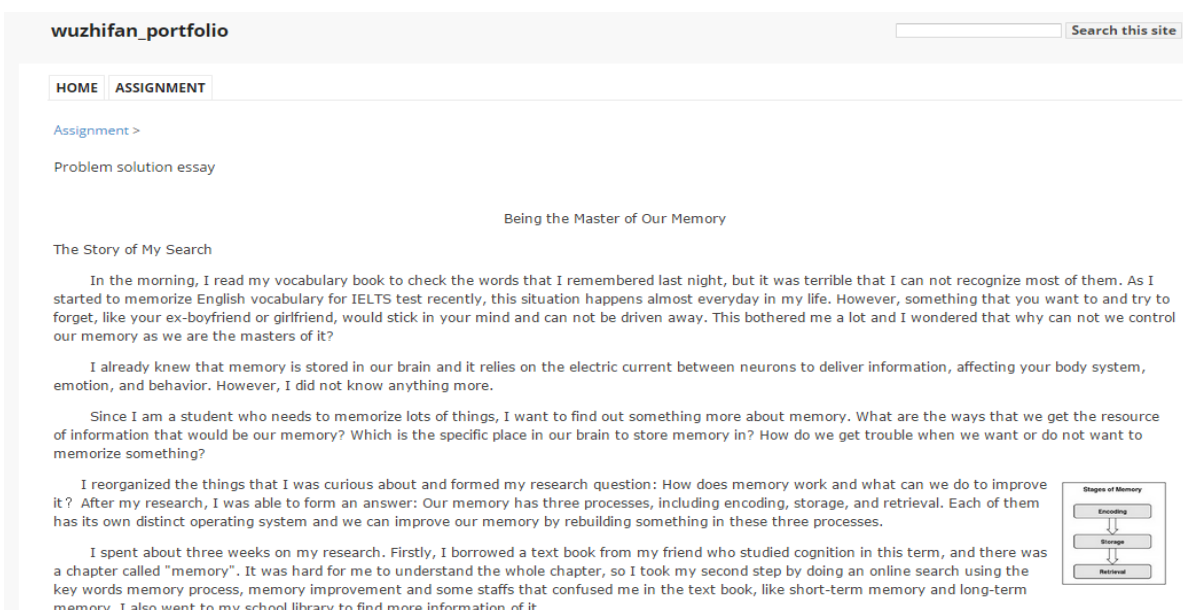 wuzhifan_portfolio
Search this site
HOME ASSIGNMENT
Assignment >
Problem solution essay
Being the Master of Our Memory
The Story of My Search
In the morning, I read my vocabulary book to check the words that I remembered last night, but it was terrible that I can not recognize most of them. As I
started to memorize English vocabulary for IELTS test recently, this situation happens almost everyday in my life. However, something that you want to and try to
forget, like your ex-boyfriend or girlfriend, would stick in your mind and can not be driven away. This bothered me a lot and I wondered that why can not we control
our memory as we are the masters of it?
I already knew that memory is stored in our brain and it relies on the electric current between neurons to deliver information, affecting your body system,
emotion, and behavior. However, I did not know anything more.
Since I am a student who needs to memorize lots of things, I want to find out something more about memory. What are the ways that we get the resource
of information that would be our memory? Which is the specific place in our brain to store memory in? How do we get trouble when we want or do not want to
memorize something?
I reorganized the things that I was curious about and formed my research question: How does memory work and what can we do to improve
it? After my research, I was able to form an answer: Our memory has three processes, including encoding, storage, and retrieval. Each of them
has its own distinct operating system and we can improve our memory by rebuilding something in these three processes.
Stages of Memory
Encoding
Storage
Retrieval
I spent about three weeks on my research. Firstly, I borrowed a text book from my friend who studied cognition in this term, and there was
a chapter called "memory". It was hard for me to understand the whole chapter, so I took my second step by doing an online search using the
key words memory process, memory improvement and some staffs that confused me in the text book, like short-term memory and long-term
memory. I also went to my school library to find more information of it.